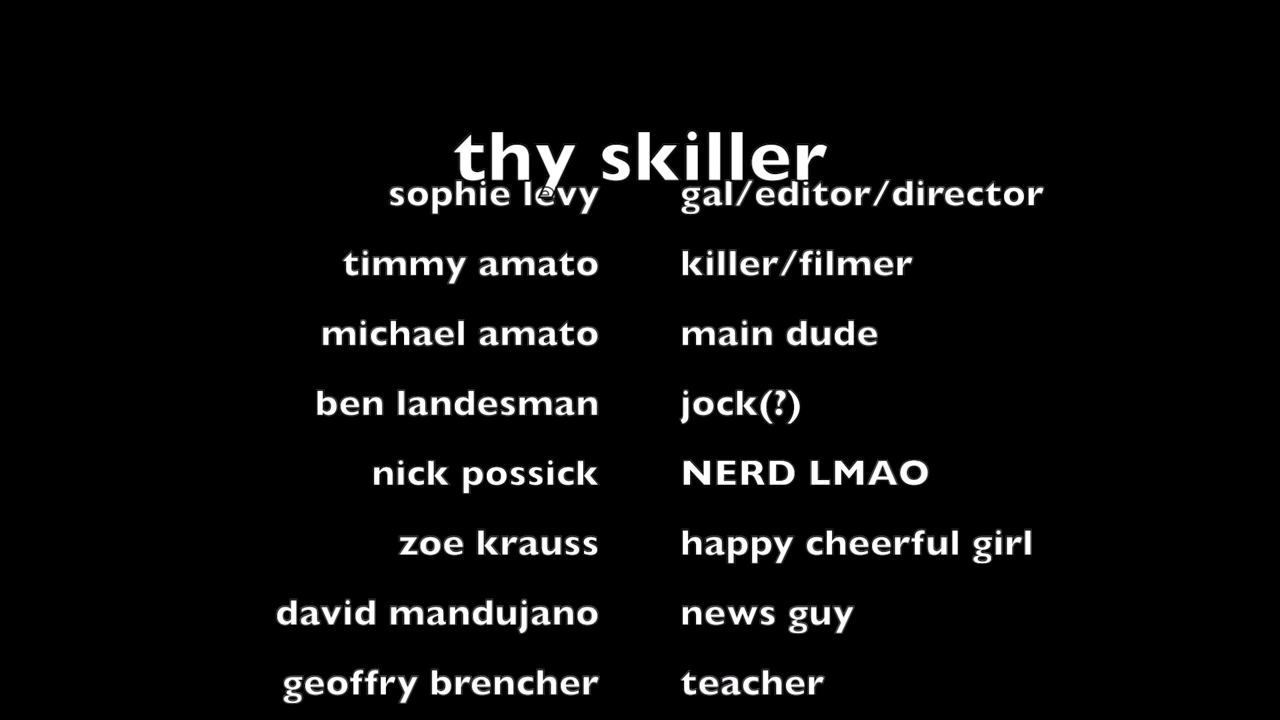 thy skiller
sophie levy gal/editor/director
timmy amato killer/filmer
michael amato main dude
ben landesman jock(?)
nick possick NERD LMAO
zoe krauss happy cheerful girl
david mandujano news guy
geoffry brencher teacher